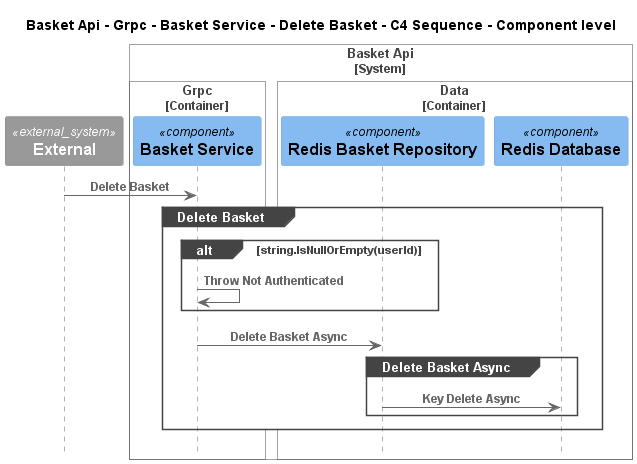 Basket Api - Grpc - Basket Service - Delete Basket - C4 Sequence - Component level
Basket Api
[System]
Grpc
[Container]
Data
[Container]
«external_system»
External
«component»
Basket Service
«component»
Redis Basket Repository
«component»
Redis Database
Delete Basket
Delete Basket
alt
[string.IsNullOrEmpty(userId)]
Throw Not Authenticated
Delete Basket Async
Delete Basket Async
Key Delete Async